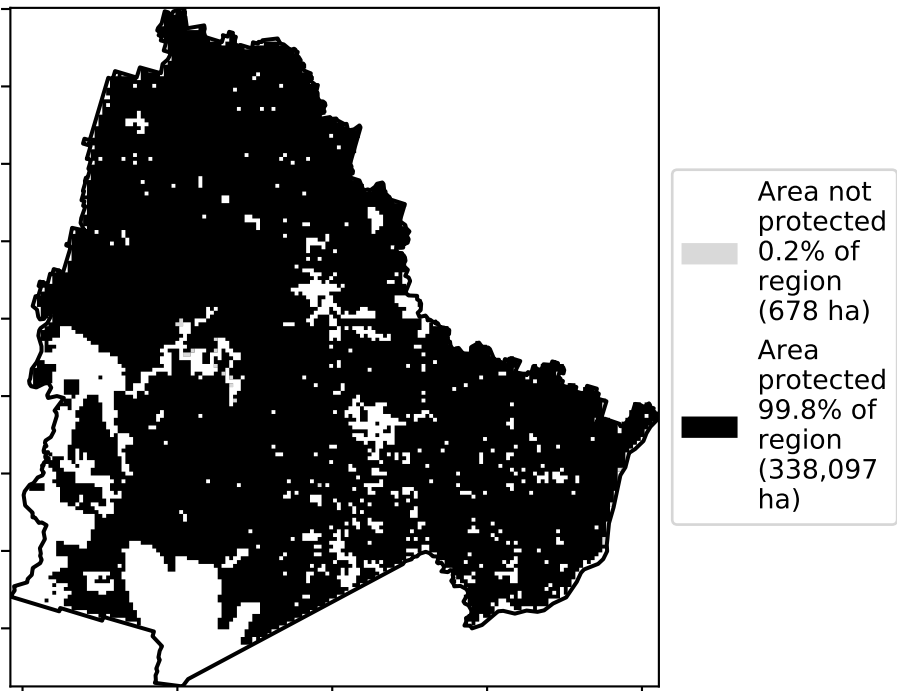 Area not
protected
0.2% of
region
(678 ha)
Area
protected
99.8% of
region
(338,097
ha)